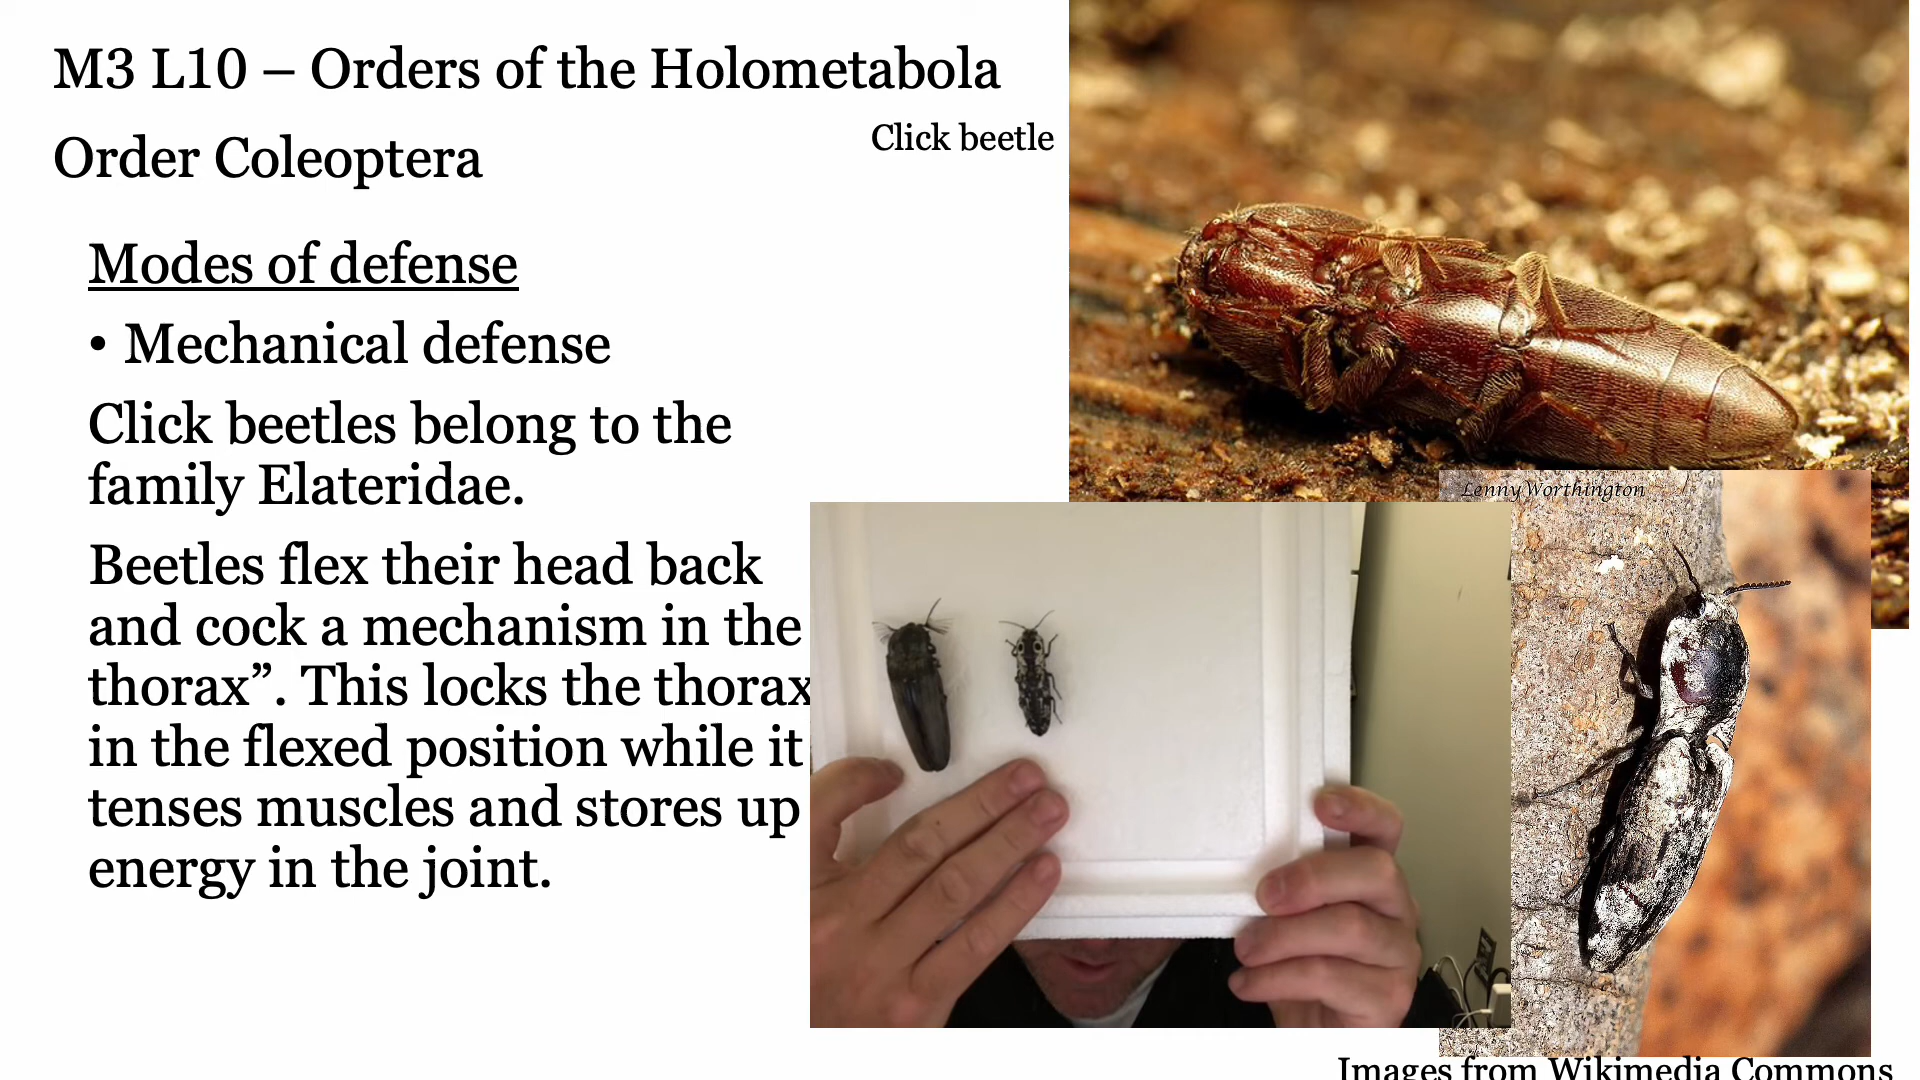 M3 L10 – Orders of the Holometabola
Click beetle
Order Coleoptera
Modes of defense
• Mechanical defense
Click beetles belong to the
family Elateridae.
Beetles flex their head back
and cock a mechanism in the
thorax”. This locks the thorax
in the flexed position while it
tenses muscles and stores up
energy in the joint.
Lenny Worthington
Images from Wikimedia Commons